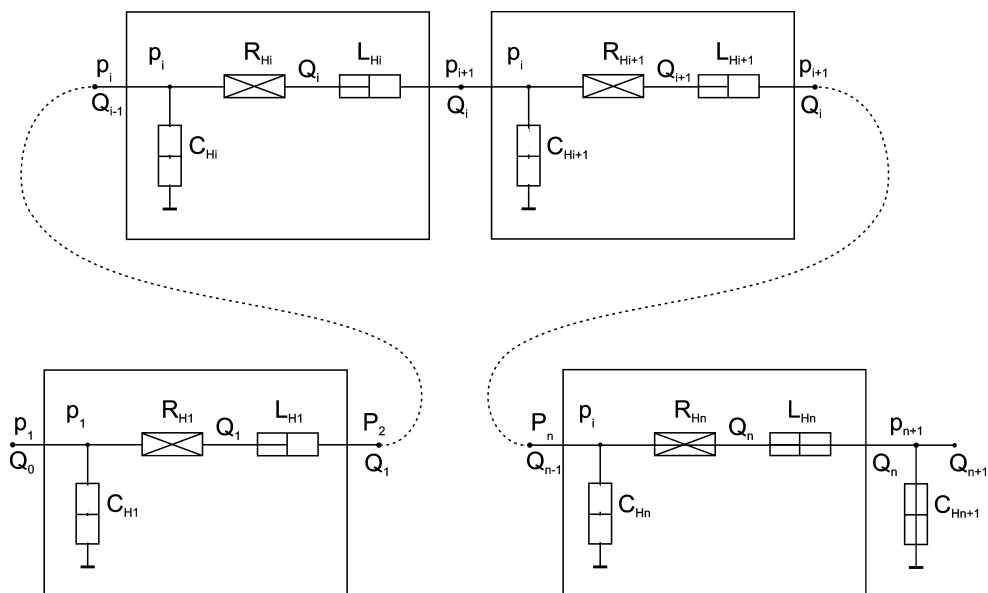 p_i p_i R_Hi Q_i L_Hi p_i+1 p_i R_Hi+1 Q_i+1 L_Hi+1 p_i+1
Q_i-1 Q_i Q_i
C_Hi C_Hi+1
p_1 p_1 R_H1 Q_1 L_H1 P_2 P_n p_i R_Hn Q_n L_Hn p_n+1
Q_0 Q_1 Q_n-1 Q_n Q_n+1
C_H1 C_Hn C_Hn+1